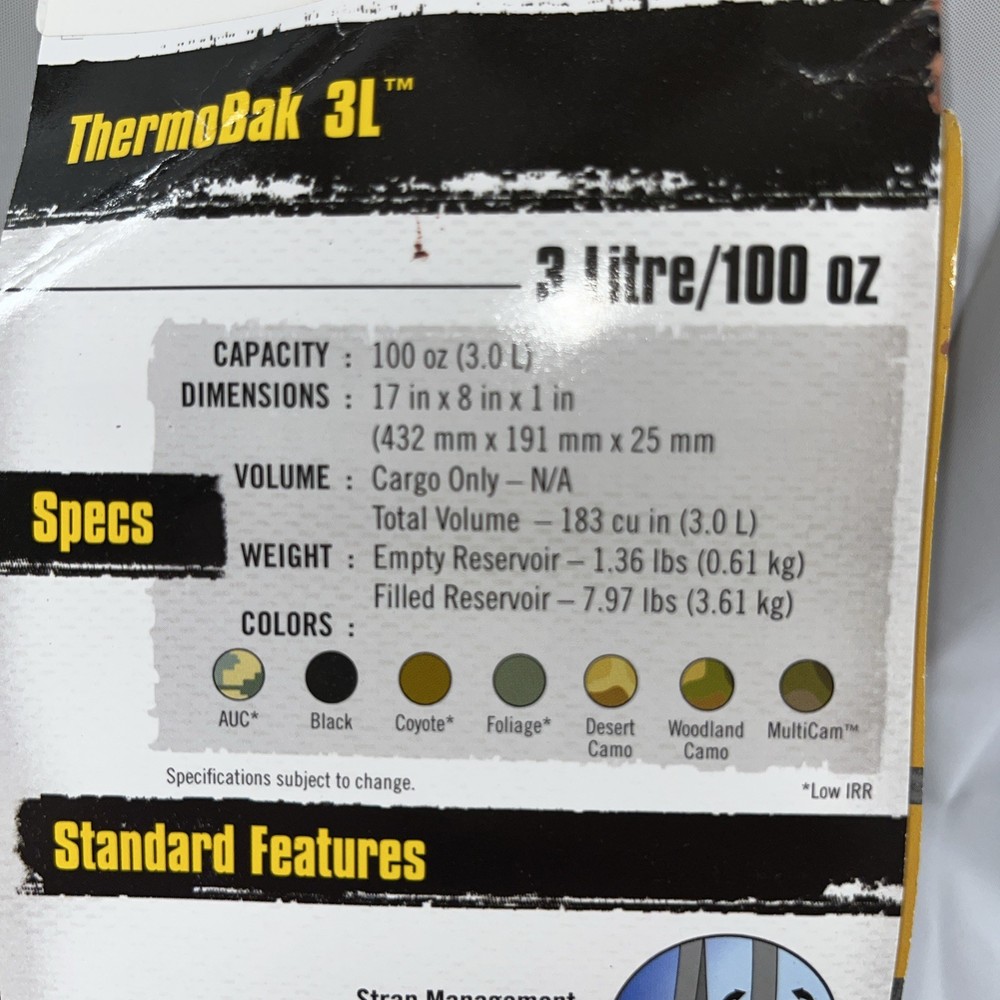 ThermoBak 3L™
3 Litre/100 oz
CAPACITY : 100 oz (3.0 L)
DIMENSIONS : 17 in x 8 in x 1 in
(432 mm x 191 mm x 25 mm
VOLUME : Cargo Only – N/A
Total Volume – 183 cu in (3.0 L)
Specs
WEIGHT : Empty Reservoir – 1.36 lbs (0.61 kg)
Filled Reservoir – 7.97 lbs (3.61 kg)
COLORS :
AUC* Black Coyote* Foliage* Desert Woodland MultiCam™
Camo Camo
Specifications subject to change.
*Low IRR
Standard Features
Strap Management